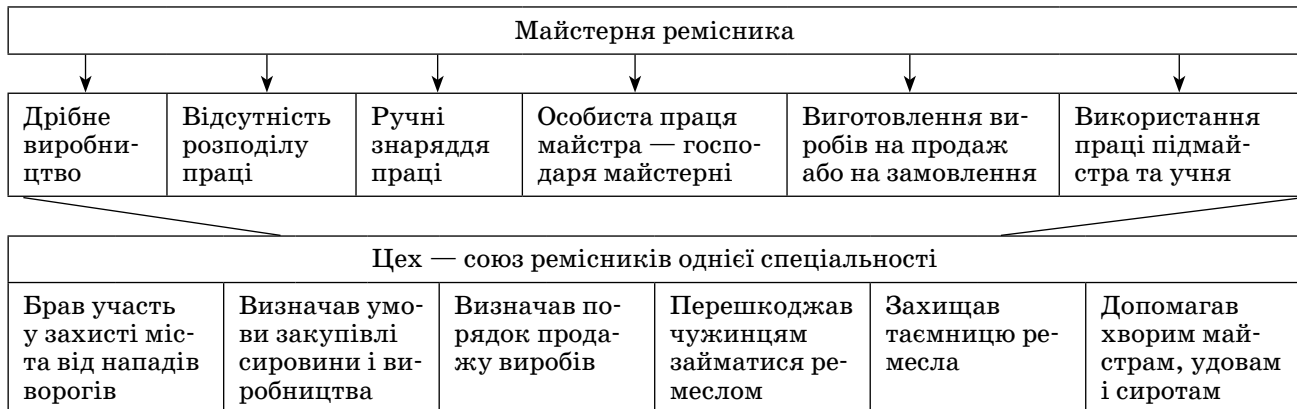 Майстерня ремісника
Дрібне
виробни-
цтво
Відсутність
розподілу
праці
Ручні
знаряддя
праці
Особиста праця
майстра — госпо-
даря майстерні
Виготовлення ви-
робів на продаж
або на замовлення
Використання
праці підмай-
стра та учня
Цех — союз ремісників однієї спеціальності
Брав участь
у захисті міс-
та від нападів
ворогів
Визначав умо-
ви закупівлі
сировини і ви-
робництва
Визначав по-
рядок прода-
жу виробів
Перешкоджав
чужинцям
займатися ре-
меслом
Захищав
таємницю ре-
месла
Допомагав
хворим май-
страм, удовам
і сиротам